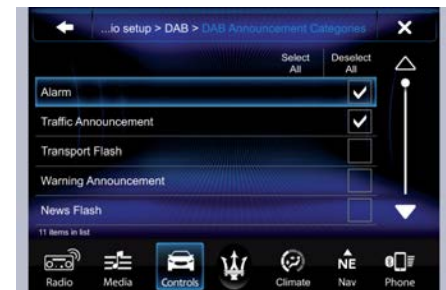 ...io setup > DAB > DAB Announcement Categories
Select All
Deselect All
Alarm
Traffic Announcement
Transport Flash
Warning Announcement
News Flash
11 items in list
Radio
Media
Controls
Climate
NE
Nav
Phone